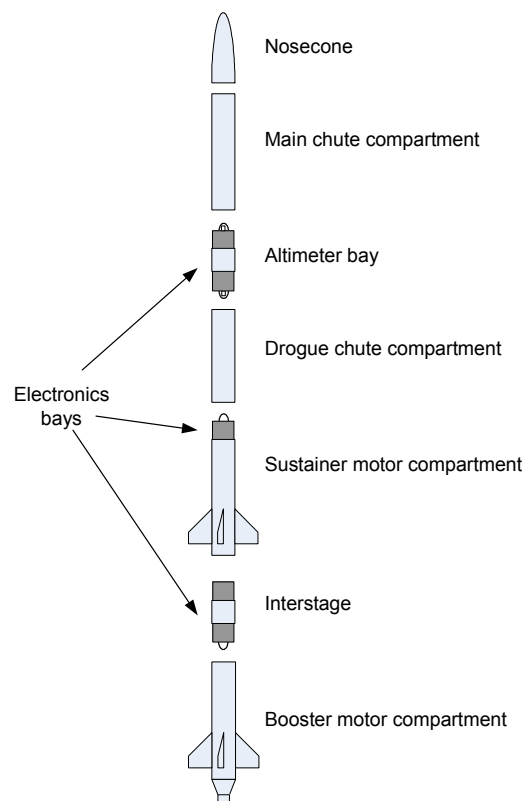 Nosecone
Main chute compartment
Altimeter bay
Drogue chute compartment
Electronics
bays
Sustainer motor compartment
Interstage
Booster motor compartment